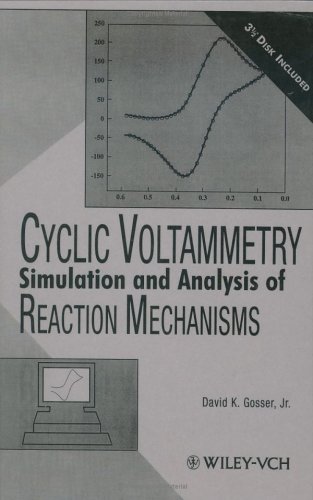 3½ DISK INCLUDED
250
200
150
100
50
0
-50
-100
-150
0.6
0.5
0.4
0.3
0.2
0.1
0.0
CYCLIC VOLTAMMETRY
Simulation and Analysis of
REACTION MECHANISMS
David K. Gosser, Jr.
WILEY-VCH